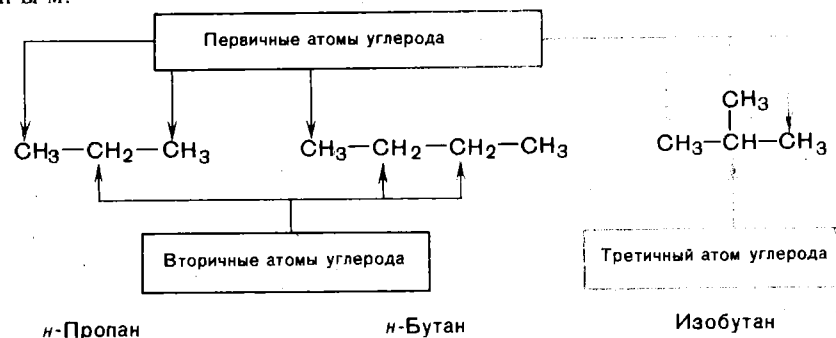 Первичные атомы углерода
CH₃
CH₃—CH₂—CH₃
CH₃—CH₂—CH₂—CH₃
CH₃—CH—CH₃
Вторичные атомы углерода
Третичный атом углерода
н-Пропан
н-Бутан
Изобутан